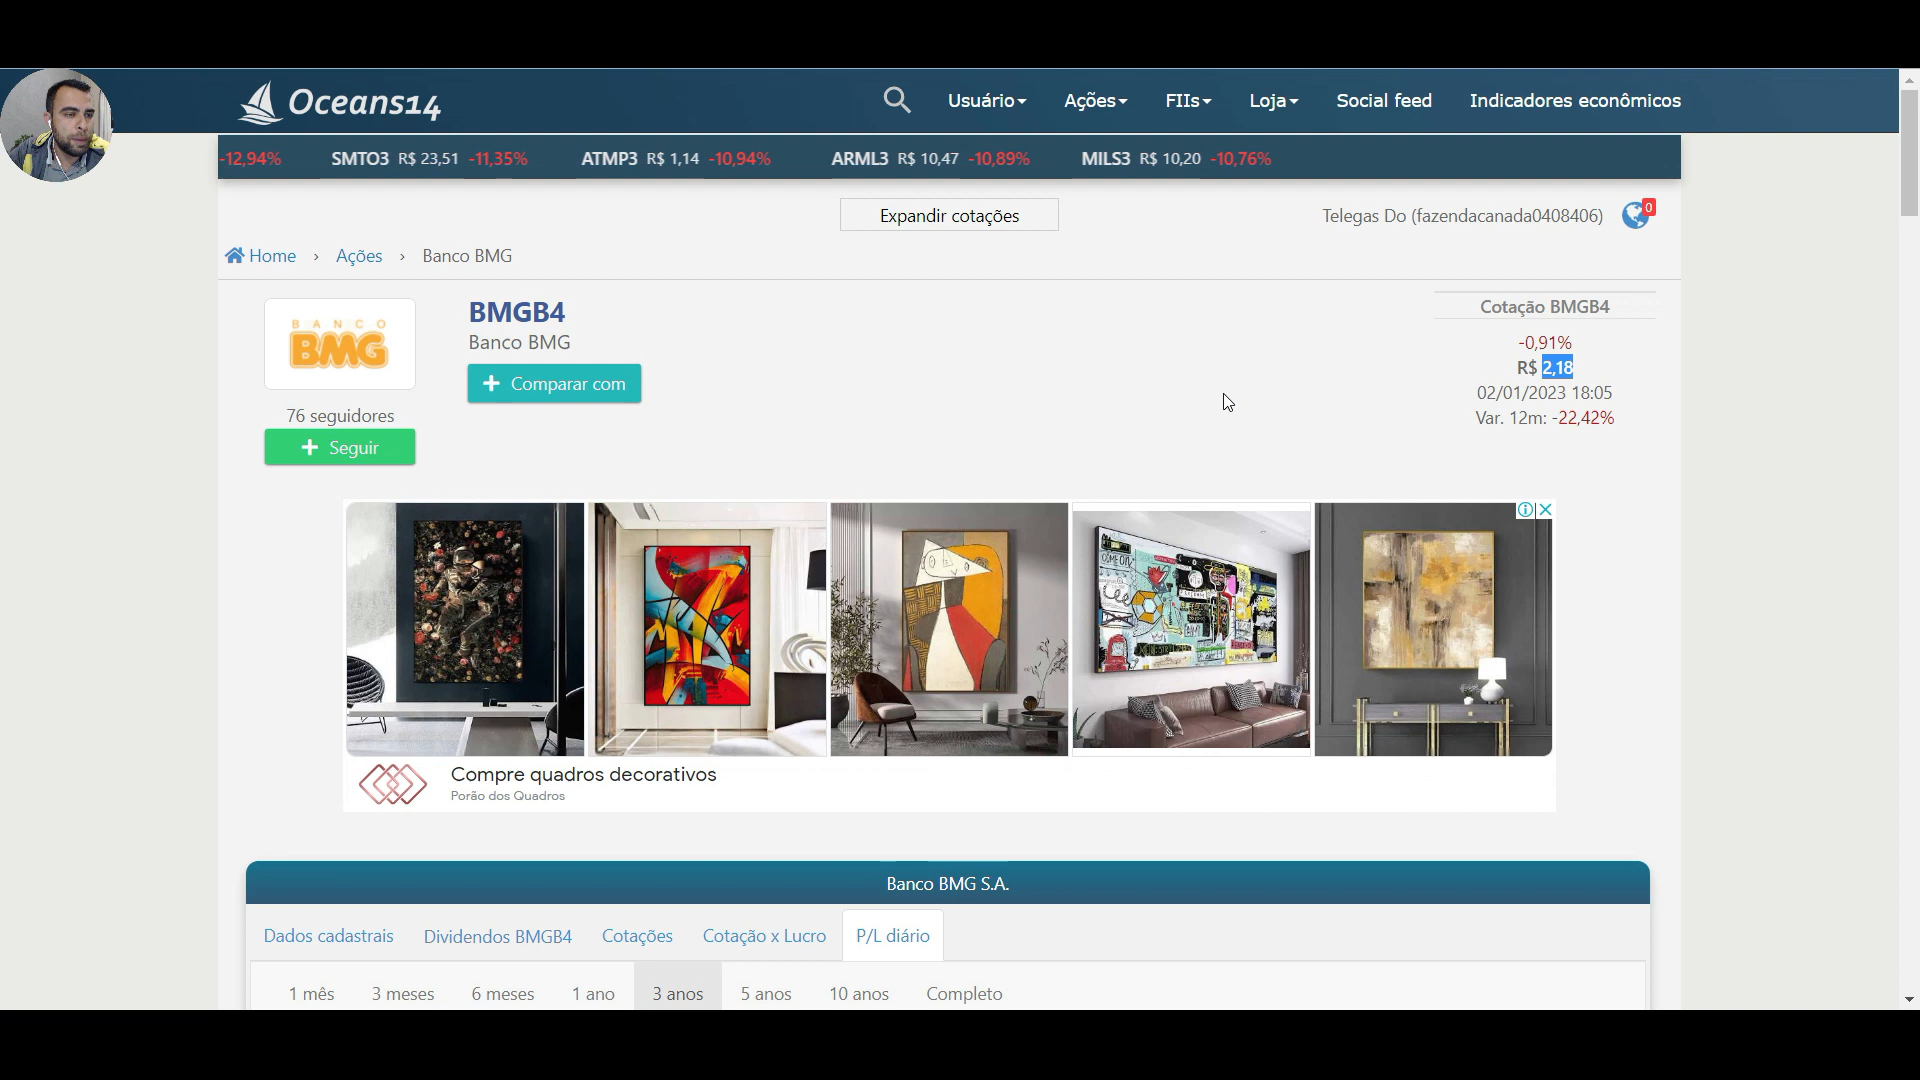 Oceans14
Usuário
Ações
FIIs
Loja
Social feed
Indicadores econômicos
-12,94%
SMTO3 R$ 23,51 -11,35%
ATMP3 R$ 1,14 -10,94%
ARML3 R$ 10,47 -10,89%
MILS3 R$ 10,20 -10,76%
Expandir cotações
Telegas Do (fazendacanada0408406)
0
Home › Ações › Banco BMG
BANCO
BMG
76 seguidores
+ Seguir
BMGB4
Banco BMG
+ Comparar com
Cotação BMGB4
-0,91%
R$ 2,18
02/01/2023 18:05
Var. 12m: -22,42%
Compre quadros decorativos
Porão dos Quadros
Banco BMG S.A.
Dados cadastrais
Dividendos BMGB4
Cotações
Cotação x Lucro
P/L diário
1 mês
3 meses
6 meses
1 ano
3 anos
5 anos
10 anos
Completo